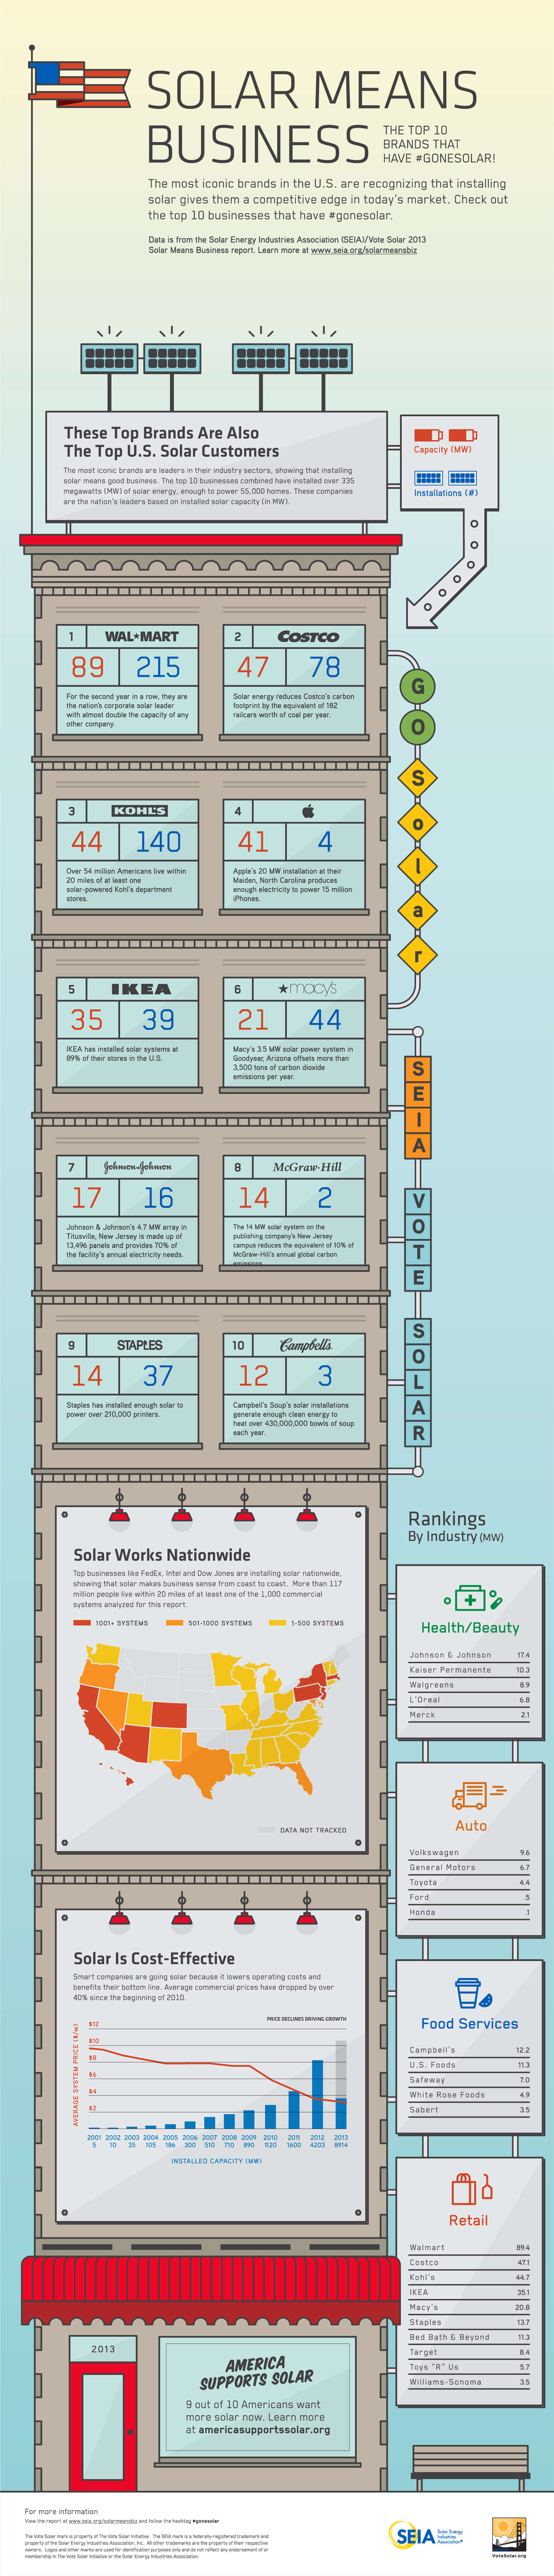 SOLAR MEANS
BUSINESS
THE TOP 10
BRANDS THAT
HAVE #GONESOLAR!
The most iconic brands in the U.S. are recognizing that installing
solar gives them a competitive edge in today's market. Check out
the top 10 businesses that have #gonesolar.
Data is from the Solar Energy Industries Association (SEIA)/Vote Solar 2013
Solar Means Business report. Learn more at www.seia.org/solarmeansbiz
These Top Brands Are Also
The Top U.S. Solar Customers
The most iconic brands are leaders in their industry sectors, showing that installing
solar means good business. The top 10 businesses combined have installed over 335
megawatts (MW) of solar energy, enough to power 55,000 homes. These companies
are the nation's leaders based on installed solar capacity (in MW).
Capacity (MW)
Installations (#)
1 WAL★MART
89 215
For the second year in a row, they are
the nation's corporate solar leader
with almost double the capacity of any
other company.
2 COSTCO
47 78
Solar energy reduces Costco's carbon
footprint by the equivalent of 182
railcars worth of coal per year.
3 KOHL'S
44 140
Over 54 million Americans live within
20 miles of at least one
solar-powered Kohl's department
stores.
4
41 4
Apple's 20 MW installation at their
Maiden, North Carolina produces
enough electricity to power 15 million
iPhones.
5 IKEA
35 39
IKEA has installed solar systems at
89% of their stores in the U.S.
6 ★macy's
21 44
Macy's 3.5 MW solar power system in
Goodyear, Arizona offsets more than
3,500 tons of carbon dioxide
emissions per year.
7 Johnson&Johnson
17 16
Johnson & Johnson's 4.7 MW array in
Titusville, New Jersey is made up of
13,496 panels and provides 70% of
the facility's annual electricity needs.
8 McGraw-Hill
14 2
The 14 MW solar system on the
publishing company's New Jersey
campus reduces the equivalent of 10% of
McGraw-Hill's annual global carbon
emissions
9 STAPLES
14 37
Staples has installed enough solar to
power over 210,000 printers.
10 Campbell's
12 3
Campbell's Soup's solar installations
generate enough clean energy to
heat over 430,000,000 bowls of soup
each year.
GO
Solar
SEIA
VOTE
SOLAR
Solar Works Nationwide
Top businesses like FedEx, Intel and Dow Jones are installing solar nationwide,
showing that solar makes business sense from coast to coast. More than 117
million people live within 20 miles of at least one of the 1,000 commercial
systems analyzed for this report.
1001+ SYSTEMS 501-1000 SYSTEMS 1-500 SYSTEMS
DATA NOT TRACKED
Solar Is Cost-Effective
Smart companies are going solar because it lowers operating costs and
benefits their bottom line. Average commercial prices have dropped by over
40% since the beginning of 2010.
PRICE DECLINES DRIVING GROWTH
AVERAGE SYSTEM PRICE ($/w)
$12
$10
$8
$6
$4
$2
2001 2002 2003 2004 2005 2006 2007 2008 2009 2010 2011 2012 2013
5 10 35 105 186 300 510 710 890 1120 1600 4203 8914
INSTALLED CAPACITY (MW)
Rankings
By Industry (MW)
Health/Beauty
Johnson & Johnson 17.4
Kaiser Permanente 10.3
Walgreens 8.9
L'Oreal 6.8
Merck 2.1
Auto
Volkswagen 9.6
General Motors 6.7
Toyota 4.4
Ford .5
Honda .1
Food Services
Campbell's 12.2
U.S. Foods 11.3
Safeway 7.0
White Rose Foods 4.9
Sabert 3.5
Retail
Walmart 89.4
Costco 47.1
Kohl's 44.7
IKEA 35.1
Macy's 20.8
Staples 13.7
Bed Bath & Beyond 11.3
Target 8.4
Toys "R" Us 5.7
Williams-Sonoma 3.5
2013
AMERICA
SUPPORTS SOLAR
9 out of 10 Americans want
more solar now. Learn more
at americasupportssolar.org
For more information
View the report at www.seia.org/solarmeansbiz and follow the hashtag #gonesolar
The Vote Solar mark is property of The Vote Solar Initiative. The SEIA mark is a federally-registered trademark and
property of the Solar Energy Industries Association, Inc. All other trademarks are the property of their respective
owners. Logos and other marks are used for identification purposes only and do not reflect any endorsement of or
membership in The Vote Solar Initiative or the Solar Energy Industries Association.
SEIA Solar Energy
Industries
Association®
VoteSolar.org